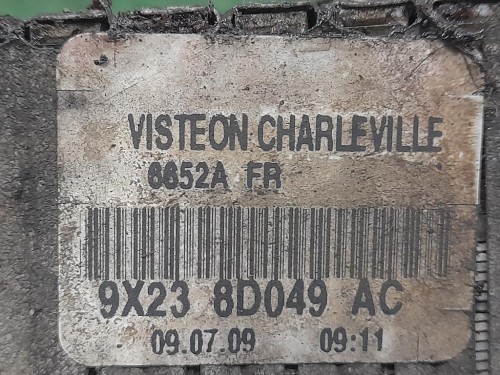 VISTEON CHARLEVILLE
6652A FR
9X23 8D049 AC
09.07.09 09:11